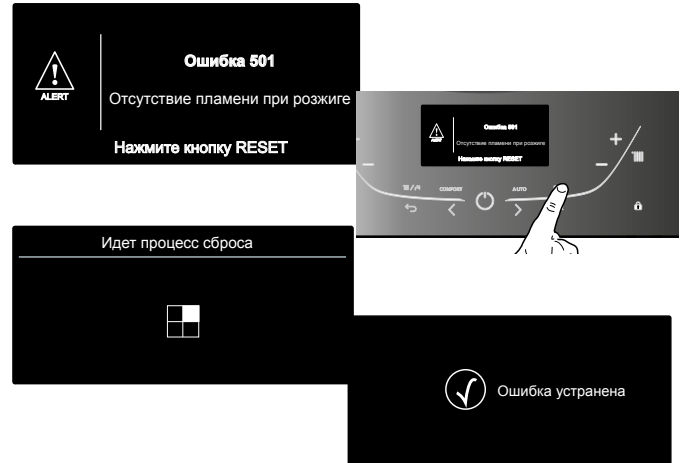 Ошибка 501
ALERT
Отсутствие пламени при розжиге
Нажмите кнопку RESET
Ошибка 501
ALERT
Отсутствие пламени при розжиге
Нажмите кнопку RESET
COMFORT
AUTO
Идет процесс сброса
Ошибка устранена